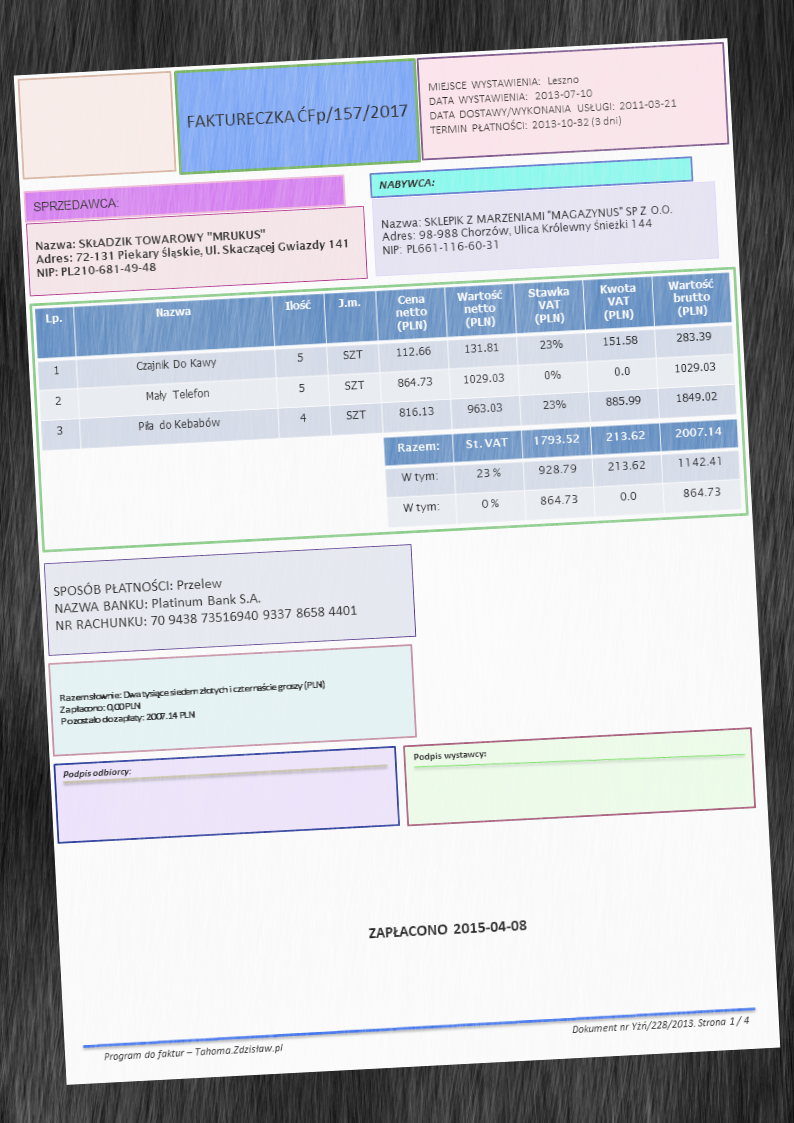 FAKTURECZKA ĆFp/157/2017
MIEJSCE WYSTAWIENIA: Leszno
DATA WYSTAWIENIA: 2013-07-10
DATA DOSTAWY/WYKONANIA USŁUGI: 2011-03-21
TERMIN PŁATNOŚCI: 2013-10-32 (3 dni)
SPRZEDAWCA:
Nazwa: SKŁADZIK TOWAROWY "MRUKUS"
Adres: 72-131 Piekary Śląskie, Ul. Skaczącej Gwiazdy 141
NIP: PL210-681-49-48
NABYWCA:
Nazwa: SKLEPIK Z MARZENIAMI "MAGAZYNUS" SP Z O.O.
Adres: 98-988 Chorzów, Ulica Królewny Śnieżki 144
NIP: PL661-116-60-31
Lp. Nazwa Ilość J.m. Cena netto (PLN) Wartość netto (PLN) Stawka VAT (PLN) Kwota VAT (PLN) Wartość brutto (PLN)
1 Czajnik Do Kawy 5 SZT 112.66 131.81 23% 151.58 283.39
2 Mały Telefon 5 SZT 864.73 1029.03 0% 0.0 1029.03
3 Piła do Kebabów 4 SZT 816.13 963.03 23% 885.99 1849.02
Razem: St. VAT 1793.52 213.62 2007.14
W tym: 23 % 928.79 213.62 1142.41
W tym: 0 % 864.73 0.0 864.73
SPOSÓB PŁATNOŚCI: Przelew
NAZWA BANKU: Platinum Bank S.A.
NR RACHUNKU: 70 9438 73516940 9337 8658 4401
Razem słownie: Dwa tysiące siedem złotych i czternaście groszy (PLN)
Zapłacono: 0,00 PLN
Pozostało do zapłaty: 2007.14 PLN
Podpis odbiorcy:
Podpis wystawcy:
ZAPŁACONO 2015-04-08
Program do faktur – Tahoma.Zdzisław.pl
Dokument nr Yżń/228/2013. Strona 1 / 4